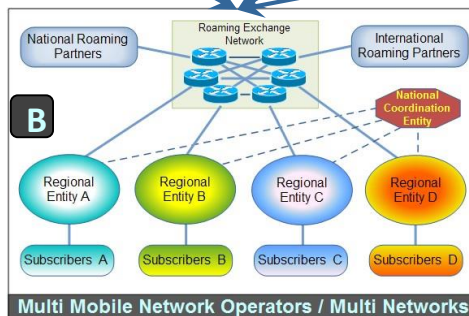 Roaming Exchange
Network
National Roaming
Partners
International
Roaming Partners
National
Coordination
Entity
B
Regional
Entity A
Regional
Entity B
Regional
Entity C
Regional
Entity D
Subscribers A
Subscribers B
Subscribers C
Subscribers D
Multi Mobile Network Operators / Multi Networks